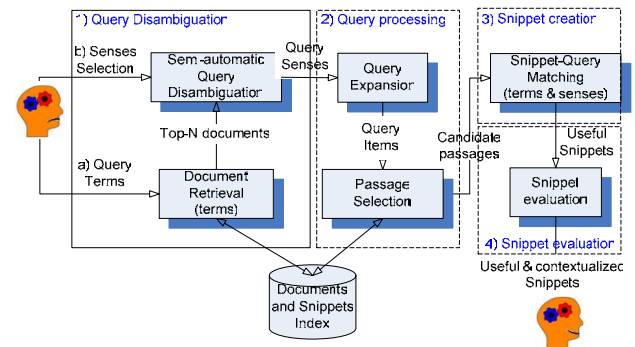 1) Query Disambiguation
b) Senses
Selection
Semi-automatic
Query
Disambiguation
Top-N documents
a) Query
Terms
Document
Retrieval
(terms)
Query
Senses
2) Query processing
Query
Expansion
Query
Items
Passage
Selection
Candidate
passages
3) Snippet creation
Snippet-Query
Matching
(terms & senses)
Useful
Snippets
Snippet
evaluation
4) Snippet evaluation
Useful & contextualized
Snippets
Documents
and Snippets
Index